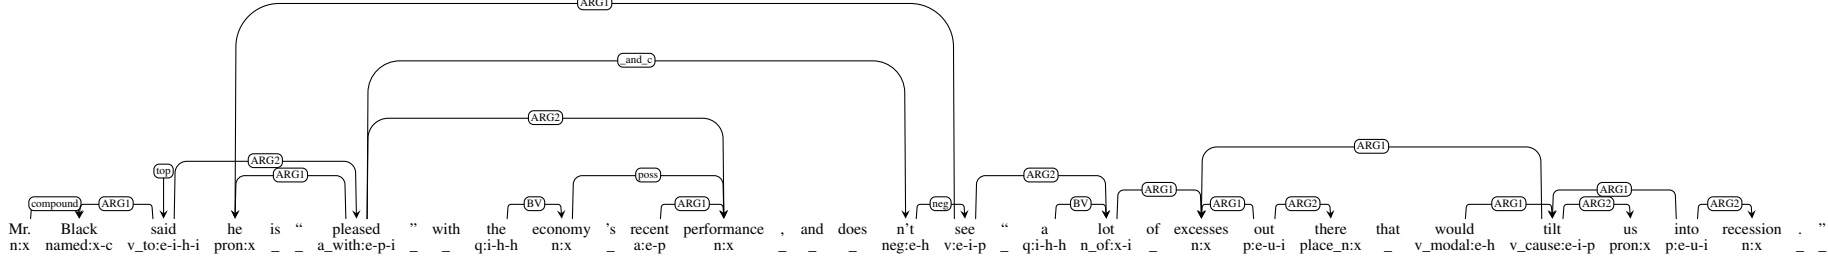 ARG1
_and_c
ARG2
ARG1
top ARG2 ARG1 poss ARG2 ARG1 ARG1
compound ARG1 BV ARG1 neg BV ARG1 ARG2 ARG1 ARG2 ARG2
Mr. Black said he is “ pleased ” with the economy ’s recent performance , and does n’t see “ a lot of excesses out there that would tilt us into recession . ”
n:x named:x-c v_to:e-i-h-i pron:x _ _ a_with:e-p-i _ _ q:i-h-h n:x _ a:e-p n:x _ _ _ neg:e-h v:e-i-p _ q:i-h-h n_of:x-i _ n:x p:e-u-i place_n:x _ v_modal:e-h v_cause:e-i-p pron:x p:e-u-i n:x _ _